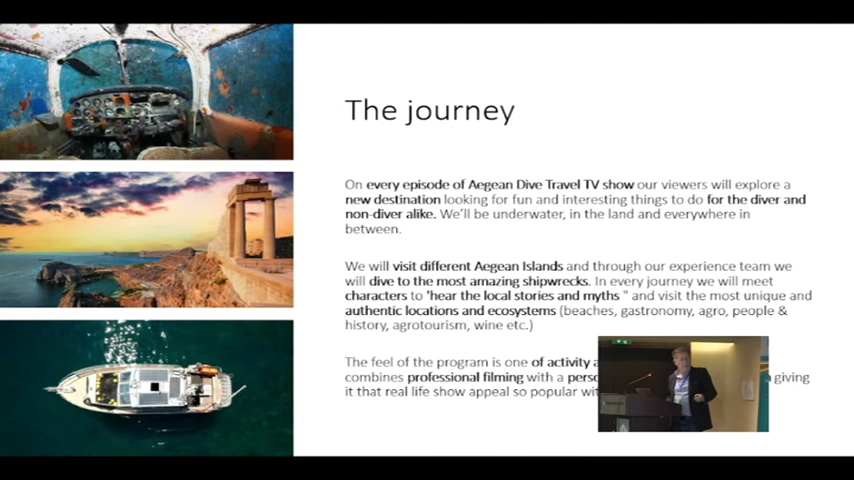 The journey
On every episode of Aegean Dive Travel TV show our viewers will explore a
new destination looking for fun and interesting things to do for the diver and
non-diver alike. We'll be underwater, in the land and everywhere in
between.
We will visit different Aegean Islands and through our experience team we
will dive to the most amazing shipwrecks. In every journey we will meet
characters to 'hear the local stories and myths " and visit the most unique and
authentic locations and ecosystems (beaches, gastronomy, agro, people &
history, agrotourism, wine etc.)
The feel of the program is one of activity
combines professional filming with a giving
it that real life show appeal so popular